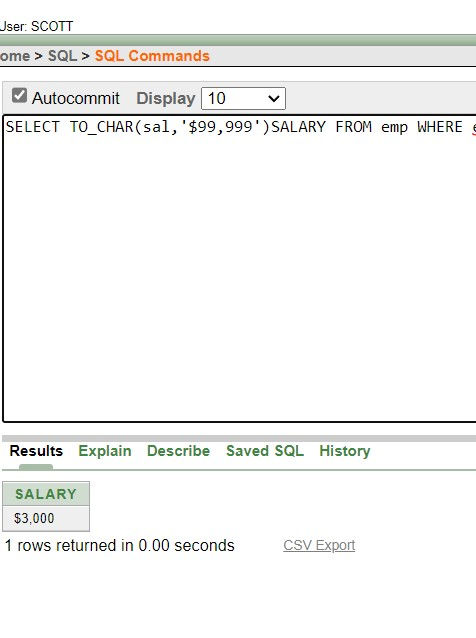 User: SCOTT
ome > SQL > SQL Commands
Autocommit Display 10
SELECT TO_CHAR(sal,'$99,999')SALARY FROM emp WHERE
Results Explain Describe Saved SQL History
SALARY
$3,000
1 rows returned in 0.00 seconds CSV Export